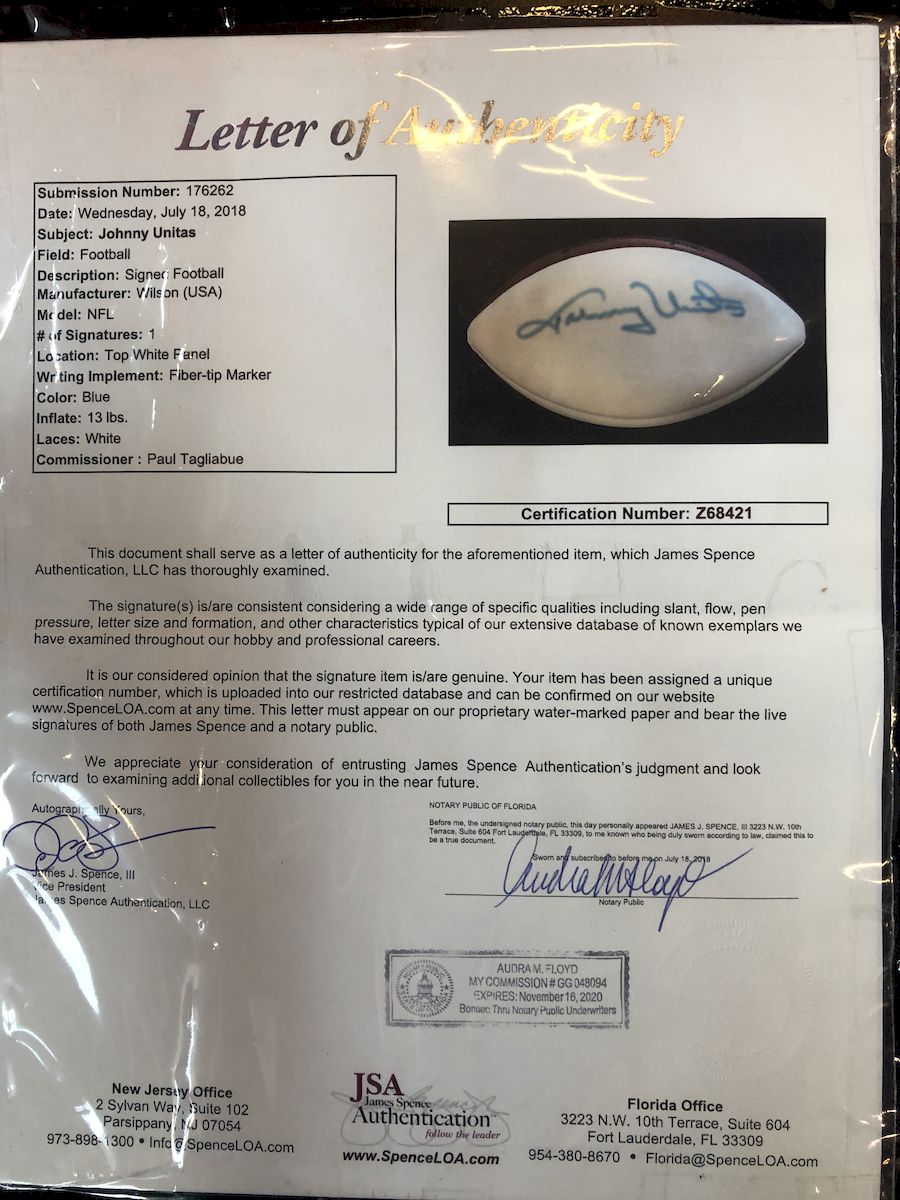 Letter of Authenticity
Submission Number: 176262
Date: Wednesday, July 18, 2018
Subject: Johnny Unitas
Field: Football
Description: Signed Football
Manufacturer: Wilson (USA)
Model: NFL
# of Signatures: 1
Location: Top White Panel
Writing Implement: Fiber-tip Marker
Color: Blue
Inflate: 13 lbs.
Laces: White
Commissioner : Paul Tagliabue
Johnny Unitas
Certification Number: Z68421
This document shall serve as a letter of authenticity for the aforementioned item, which James Spence
Authentication, LLC has thoroughly examined.
The signature(s) is/are consistent considering a wide range of specific qualities including slant, flow, pen
pressure, letter size and formation, and other characteristics typical of our extensive database of known exemplars we
have examined throughout our hobby and professional careers.
It is our considered opinion that the signature item is/are genuine. Your item has been assigned a unique
certification number, which is uploaded into our restricted database and can be confirmed on our website
www.SpenceLOA.com at any time. This letter must appear on our proprietary water-marked paper and bear the live
signatures of both James Spence and a notary public.
We appreciate your consideration of entrusting James Spence Authentication's judgment and look
forward to examining additional collectibles for you in the near future.
Autographically Yours,
James J. Spence, III
Vice President
James Spence Authentication, LLC
NOTARY PUBLIC OF FLORIDA
Before me, the undersigned notary public, this day personally appeared JAMES J. SPENCE, III 3223 N.W. 10th
Terrace, Suite 604 Fort Lauderdale, FL 33309, to me known who being duly sworn according to law, claimed this to
be a true document.
Sworn and subscribed to before me on July 18, 2018
Audra M Floyd
Notary Public
AUDRA M. FLOYD
MY COMMISSION # GG 048094
EXPIRES: November 16, 2020
Bonded Thru Notary Public Underwriters
New Jersey Office
2 Sylvan Way, Suite 102
Parsippany, NJ 07054
973-898-1300 • Info@SpenceLOA.com
JSA
James Spence
Authentication
follow the leader
www.SpenceLOA.com
Florida Office
3223 N.W. 10th Terrace, Suite 604
Fort Lauderdale, FL 33309
954-380-8670 • Florida@SpenceLOA.com